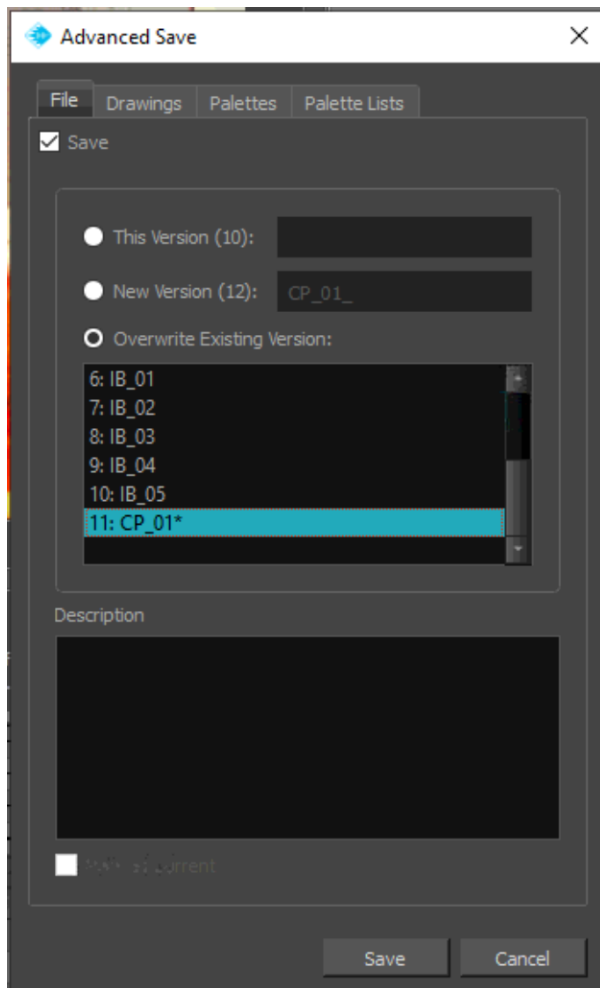 Advanced Save
File Drawings Palettes Palette Lists
Save
This Version (10):
New Version (12): CP_01_
Overwrite Existing Version:
6: IB_01
7: IB_02
8: IB_03
9: IB_04
10: IB_05
11: CP_01*
Description
current
Save Cancel